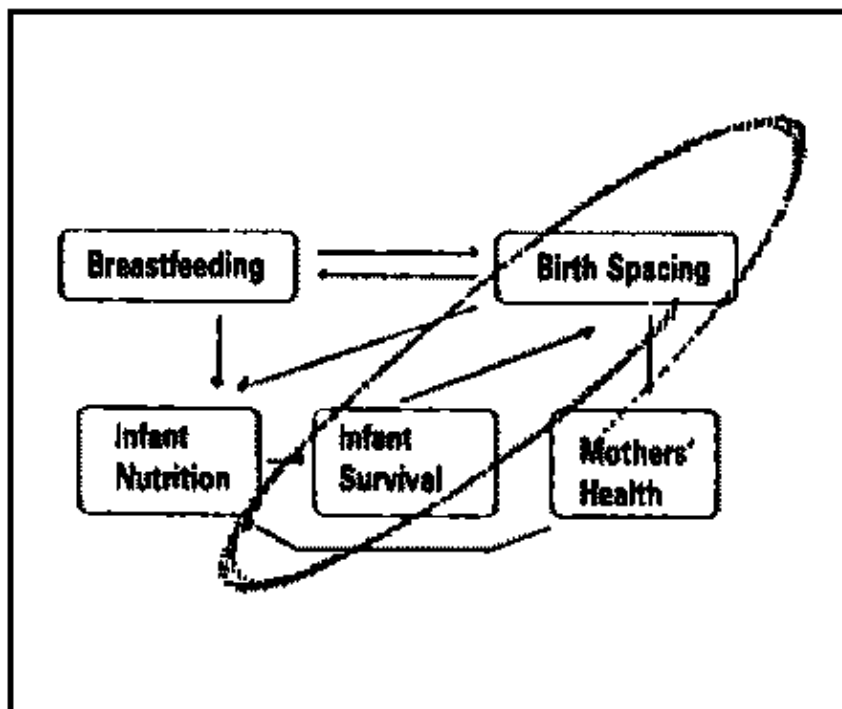 Breastfeeding
Birth Spacing
Infant
Nutrition
Infant
Survival
Mothers'
Health